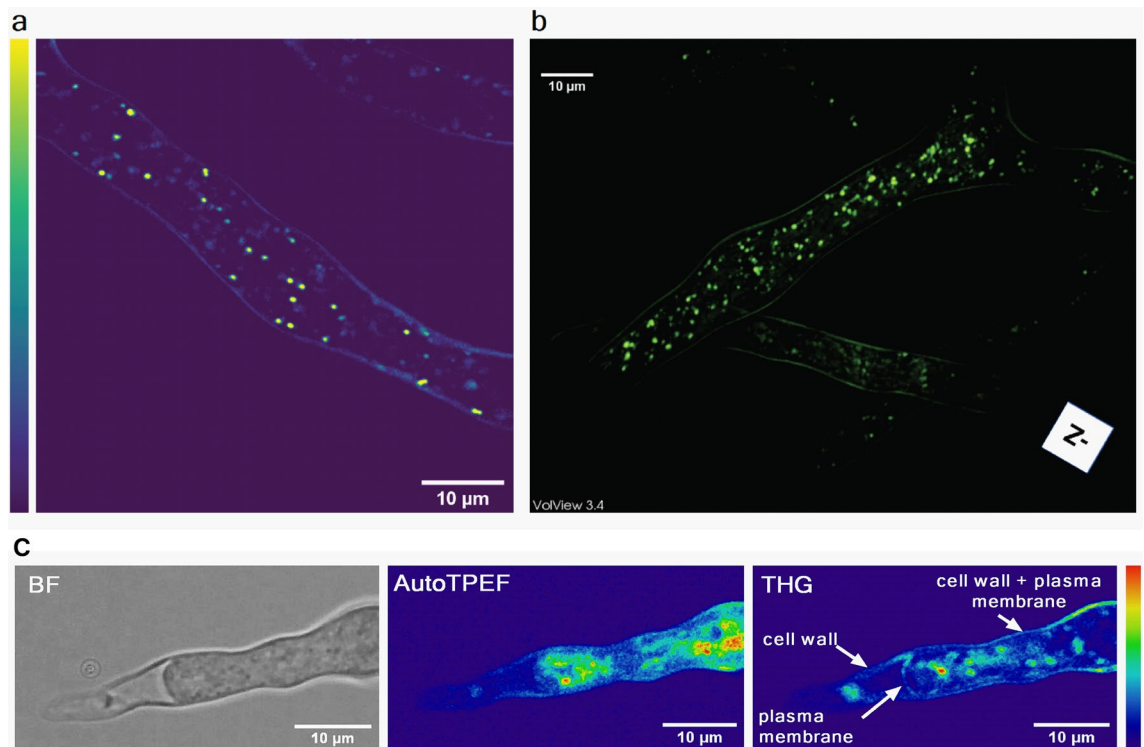 a
b
10 µm
10 µm
Z-
VolView 3.4
c
BF
AutoTPEF
THG
cell wall + plasma
membrane
cell wall
plasma
membrane
10 µm
10 µm
10 µm